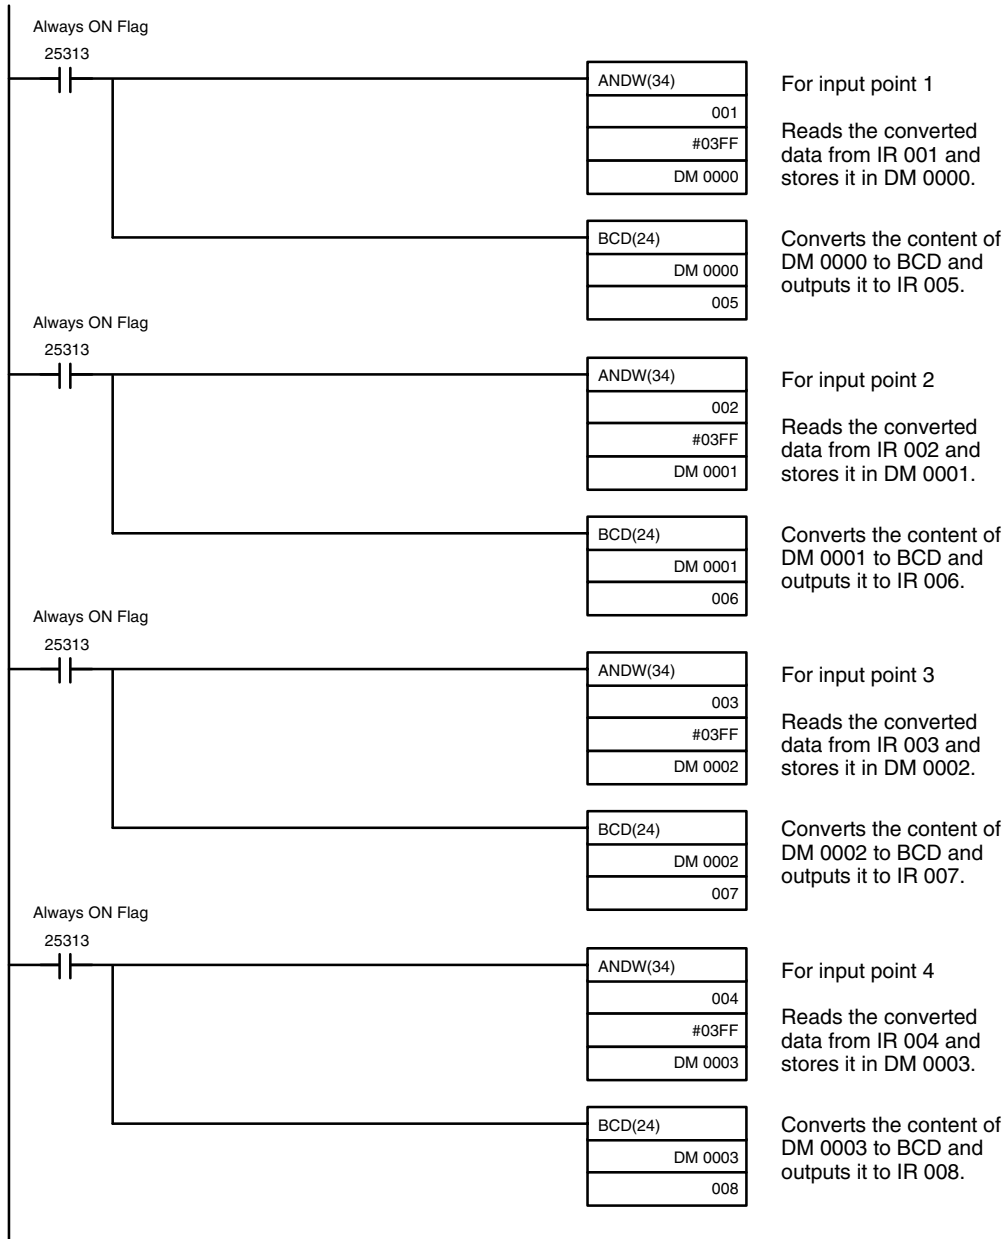 Always ON Flag
25313
ANDW(34)
001
#03FF
DM 0000
For input point 1
Reads the converted
data from IR 001 and
stores it in DM 0000.
BCD(24)
DM 0000
005
Converts the content of
DM 0000 to BCD and
outputs it to IR 005.
Always ON Flag
25313
ANDW(34)
002
#03FF
DM 0001
For input point 2
Reads the converted
data from IR 002 and
stores it in DM 0001.
BCD(24)
DM 0001
006
Converts the content of
DM 0001 to BCD and
outputs it to IR 006.
Always ON Flag
25313
ANDW(34)
003
#03FF
DM 0002
For input point 3
Reads the converted
data from IR 003 and
stores it in DM 0002.
BCD(24)
DM 0002
007
Converts the content of
DM 0002 to BCD and
outputs it to IR 007.
Always ON Flag
25313
ANDW(34)
004
#03FF
DM 0003
For input point 4
Reads the converted
data from IR 004 and
stores it in DM 0003.
BCD(24)
DM 0003
008
Converts the content of
DM 0003 to BCD and
outputs it to IR 008.